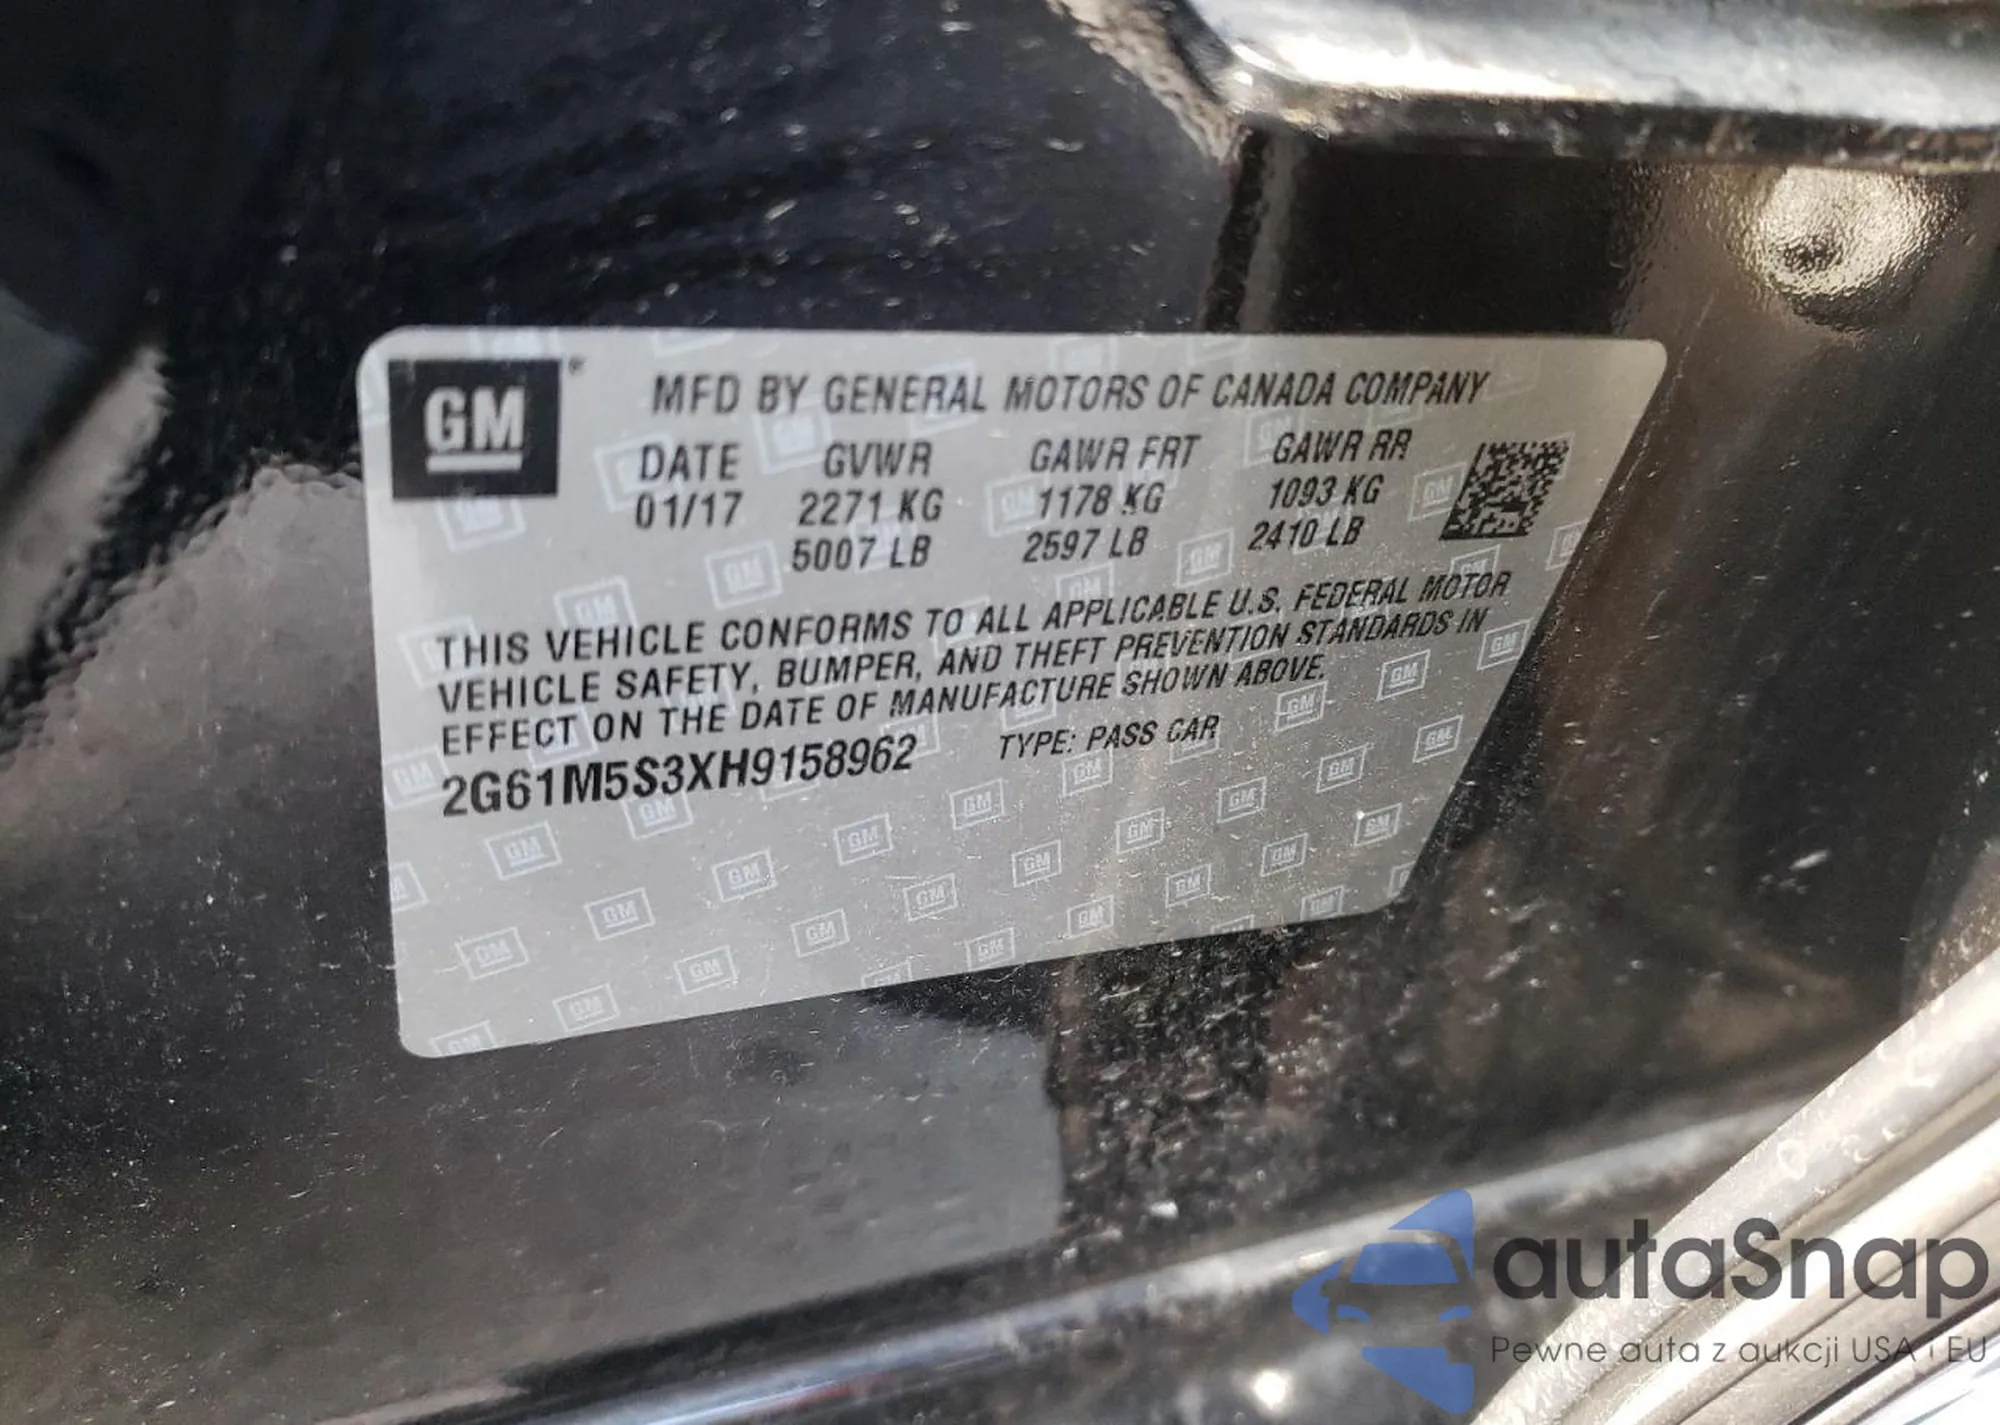 GM ® MFD BY GENERAL MOTORS OF CANADA COMPANY
DATE GVWR GAWR FRT GAWR RR
01/17 2271 KG 1178 KG 1093 KG
5007 LB 2597 LB 2410 LB
THIS VEHICLE CONFORMS TO ALL APPLICABLE U.S. FEDERAL MOTOR
VEHICLE SAFETY, BUMPER, AND THEFT PREVENTION STANDARDS IN
EFFECT ON THE DATE OF MANUFACTURE SHOWN ABOVE.
2G61M5S3XH9158962 TYPE: PASS CAR
autaSnap
Pewne auta z aukcji USA i EU